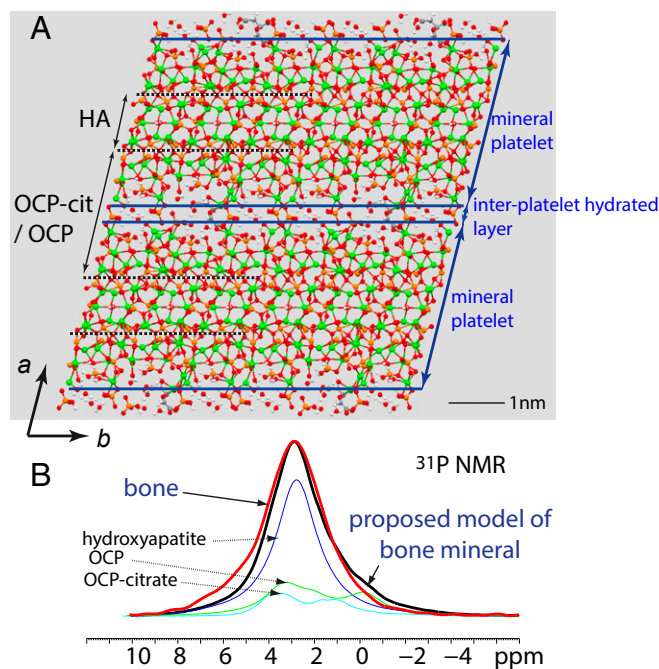 A
HA
OCP-cit
/ OCP
mineral
platelet
inter-platelet hydrated
layer
mineral
platelet
a
b
1nm
B
³¹P NMR
bone
proposed model of
bone mineral
hydroxyapatite
OCP
OCP-citrate
10 8 6 4 2 0 −2 −4 ppm